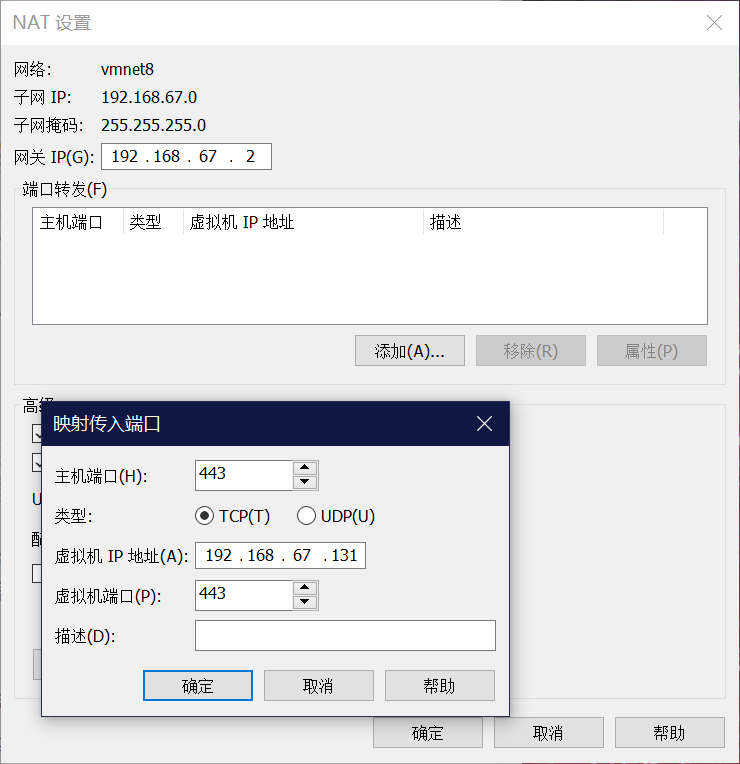 NAT 设置
网络: vmnet8
子网 IP: 192.168.67.0
子网掩码: 255.255.255.0
网关 IP(G): 192 . 168 . 67 . 2
端口转发(F)
主机端口 类型 虚拟机 IP 地址 描述
添加(A)... 移除(R) 属性(P)
高级
映射传入端口
主机端口(H): 443
类型: TCP(T) UDP(U)
虚拟机 IP 地址(A): 192 . 168 . 67 . 131
虚拟机端口(P): 443
描述(D):
确定 取消 帮助
确定 取消 帮助